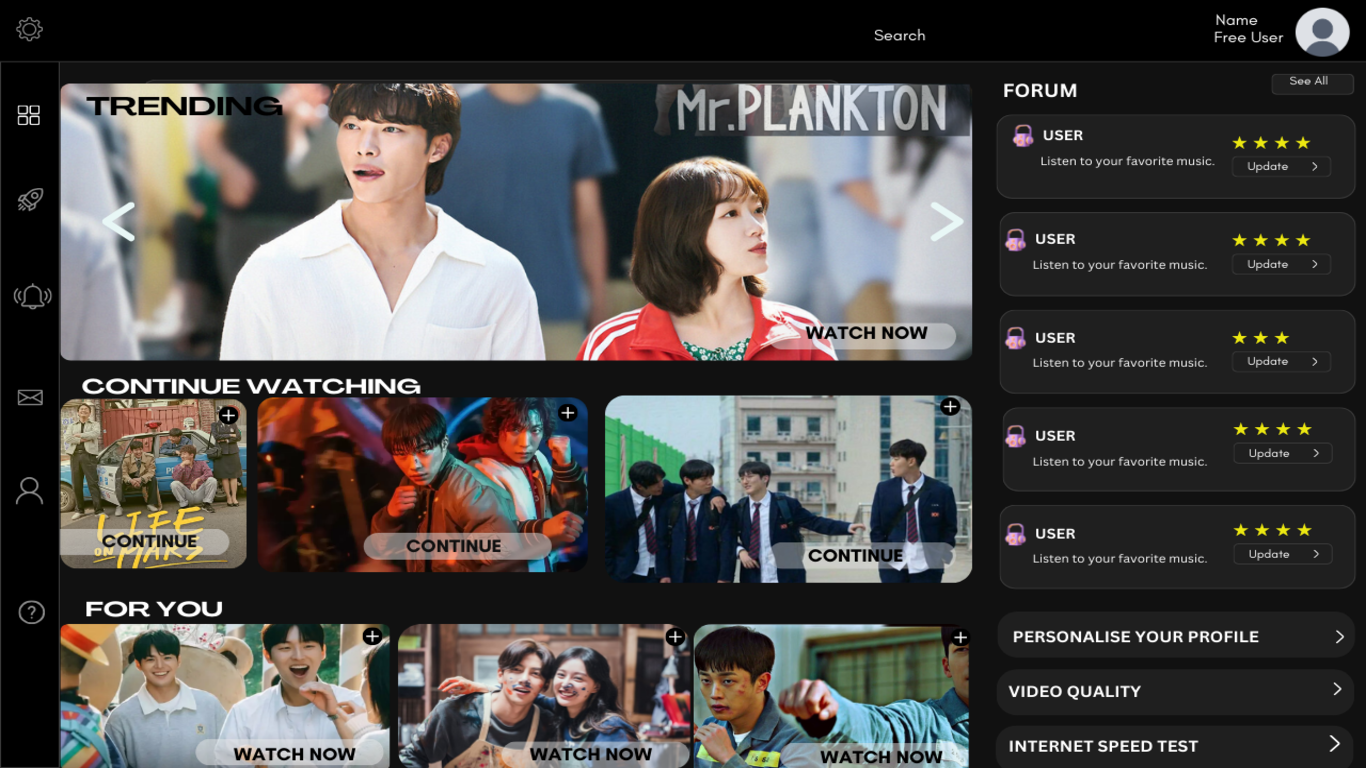 Search
Name
Free User
TRENDING
Mr.PLANKTON
WATCH NOW
CONTINUE WATCHING
LIFE
ON MARS
CONTINUE
CONTINUE
CONTINUE
FOR YOU
WATCH NOW
WATCH NOW
WATCH NOW
FORUM
See All
USER
Listen to your favorite music.
Update
USER
Listen to your favorite music.
Update
USER
Listen to your favorite music.
Update
USER
Listen to your favorite music.
Update
USER
Listen to your favorite music.
Update
PERSONALISE YOUR PROFILE
VIDEO QUALITY
INTERNET SPEED TEST